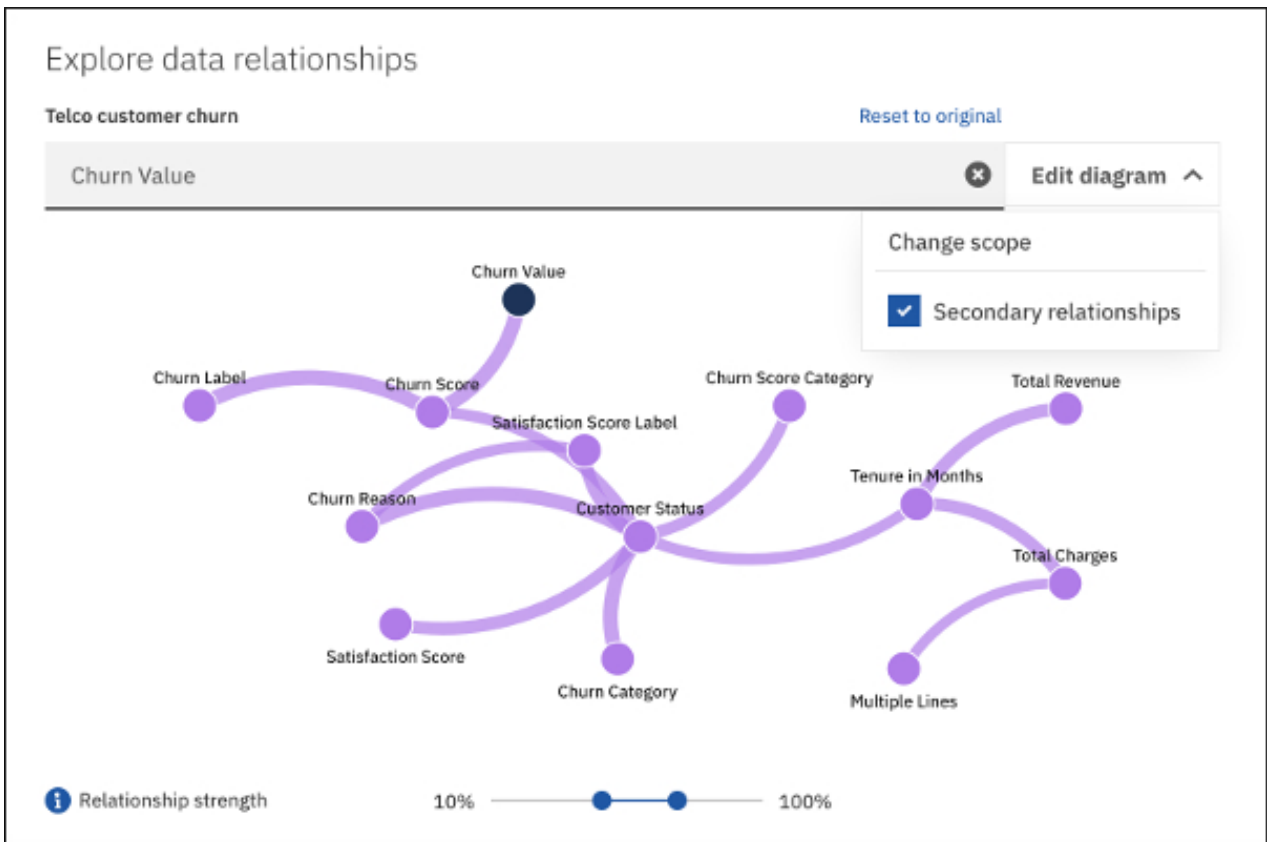 Explore data relationships
Telco customer churn
Reset to original
Churn Value
Edit diagram
Change scope
Secondary relationships
Churn Value
Churn Label
Churn Score
Churn Score Category
Total Revenue
Satisfaction Score Label
Tenure in Months
Churn Reason
Customer Status
Total Charges
Satisfaction Score
Churn Category
Multiple Lines
Relationship strength
10%
100%